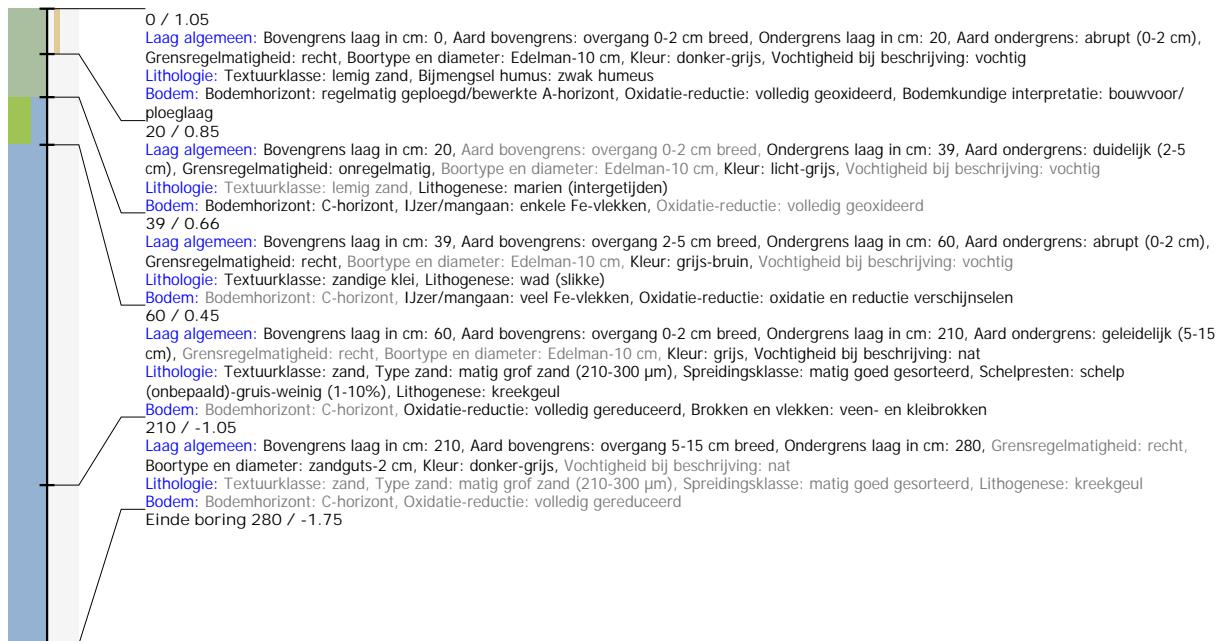 0 / 1.05
Laag algemeen: Bovengrens laag in cm: 0, Aard bovengrens: overgang 0-2 cm breed, Ondergrens laag in cm: 20, Aard ondergrens: abrupt (0-2 cm),
Grensregelmatigheid: recht, Boortype en diameter: Edelman-10 cm, Kleur: donker-grijs, Vochtigheid bij beschrijving: vochtig
Lithologie: Textuurklasse: lemig zand, Bijmengsel humus: zwak humeus
Bodem: Bodemhorizont: regelmatig geploegd/bewerkte A-horizont, Oxidatie-reductie: volledig geoxideerd, Bodemkundige interpretatie: bouwvoor/
ploeglaag
20 / 0.85
Laag algemeen: Bovengrens laag in cm: 20, Aard bovengrens: overgang 0-2 cm breed, Ondergrens laag in cm: 39, Aard ondergrens: duidelijk (2-5
cm), Grensregelmatigheid: onregelmatig, Boortype en diameter: Edelman-10 cm, Kleur: licht-grijs, Vochtigheid bij beschrijving: vochtig
Lithologie: Textuurklasse: lemig zand, Lithogenese: marien (intergetijden)
Bodem: Bodemhorizont: C-horizont, IJzer/mangaan: enkele Fe-vlekken, Oxidatie-reductie: volledig geoxideerd
39 / 0.66
Laag algemeen: Bovengrens laag in cm: 39, Aard bovengrens: overgang 2-5 cm breed, Ondergrens laag in cm: 60, Aard ondergrens: abrupt (0-2 cm),
Grensregelmatigheid: recht, Boortype en diameter: Edelman-10 cm, Kleur: grijs-bruin, Vochtigheid bij beschrijving: vochtig
Lithologie: Textuurklasse: zandige klei, Lithogenese: wad (slikke)
Bodem: Bodemhorizont: C-horizont, IJzer/mangaan: veel Fe-vlekken, Oxidatie-reductie: oxidatie en reductie verschijnselen
60 / 0.45
Laag algemeen: Bovengrens laag in cm: 60, Aard bovengrens: overgang 0-2 cm breed, Ondergrens laag in cm: 210, Aard ondergrens: geleidelijk (5-15
cm), Grensregelmatigheid: recht, Boortype en diameter: Edelman-10 cm, Kleur: grijs, Vochtigheid bij beschrijving: nat
Lithologie: Textuurklasse: zand, Type zand: matig grof zand (210-300 µm), Spreidingsklasse: matig goed gesorteerd, Schelpresten: schelp
(onbepaald)-gruis-weinig (1-10%), Lithogenese: kreekgeul
Bodem: Bodemhorizont: C-horizont, Oxidatie-reductie: volledig gereduceerd, Brokken en vlekken: veen- en kleibrokken
210 / -1.05
Laag algemeen: Bovengrens laag in cm: 210, Aard bovengrens: overgang 5-15 cm breed, Ondergrens laag in cm: 280, Grensregelmatigheid: recht,
Boortype en diameter: zandguts-2 cm, Kleur: donker-grijs, Vochtigheid bij beschrijving: nat
Lithologie: Textuurklasse: zand, Type zand: matig grof zand (210-300 µm), Spreidingsklasse: matig goed gesorteerd, Lithogenese: kreekgeul
Bodem: Bodemhorizont: C-horizont, Oxidatie-reductie: volledig gereduceerd
Einde boring 280 / -1.75